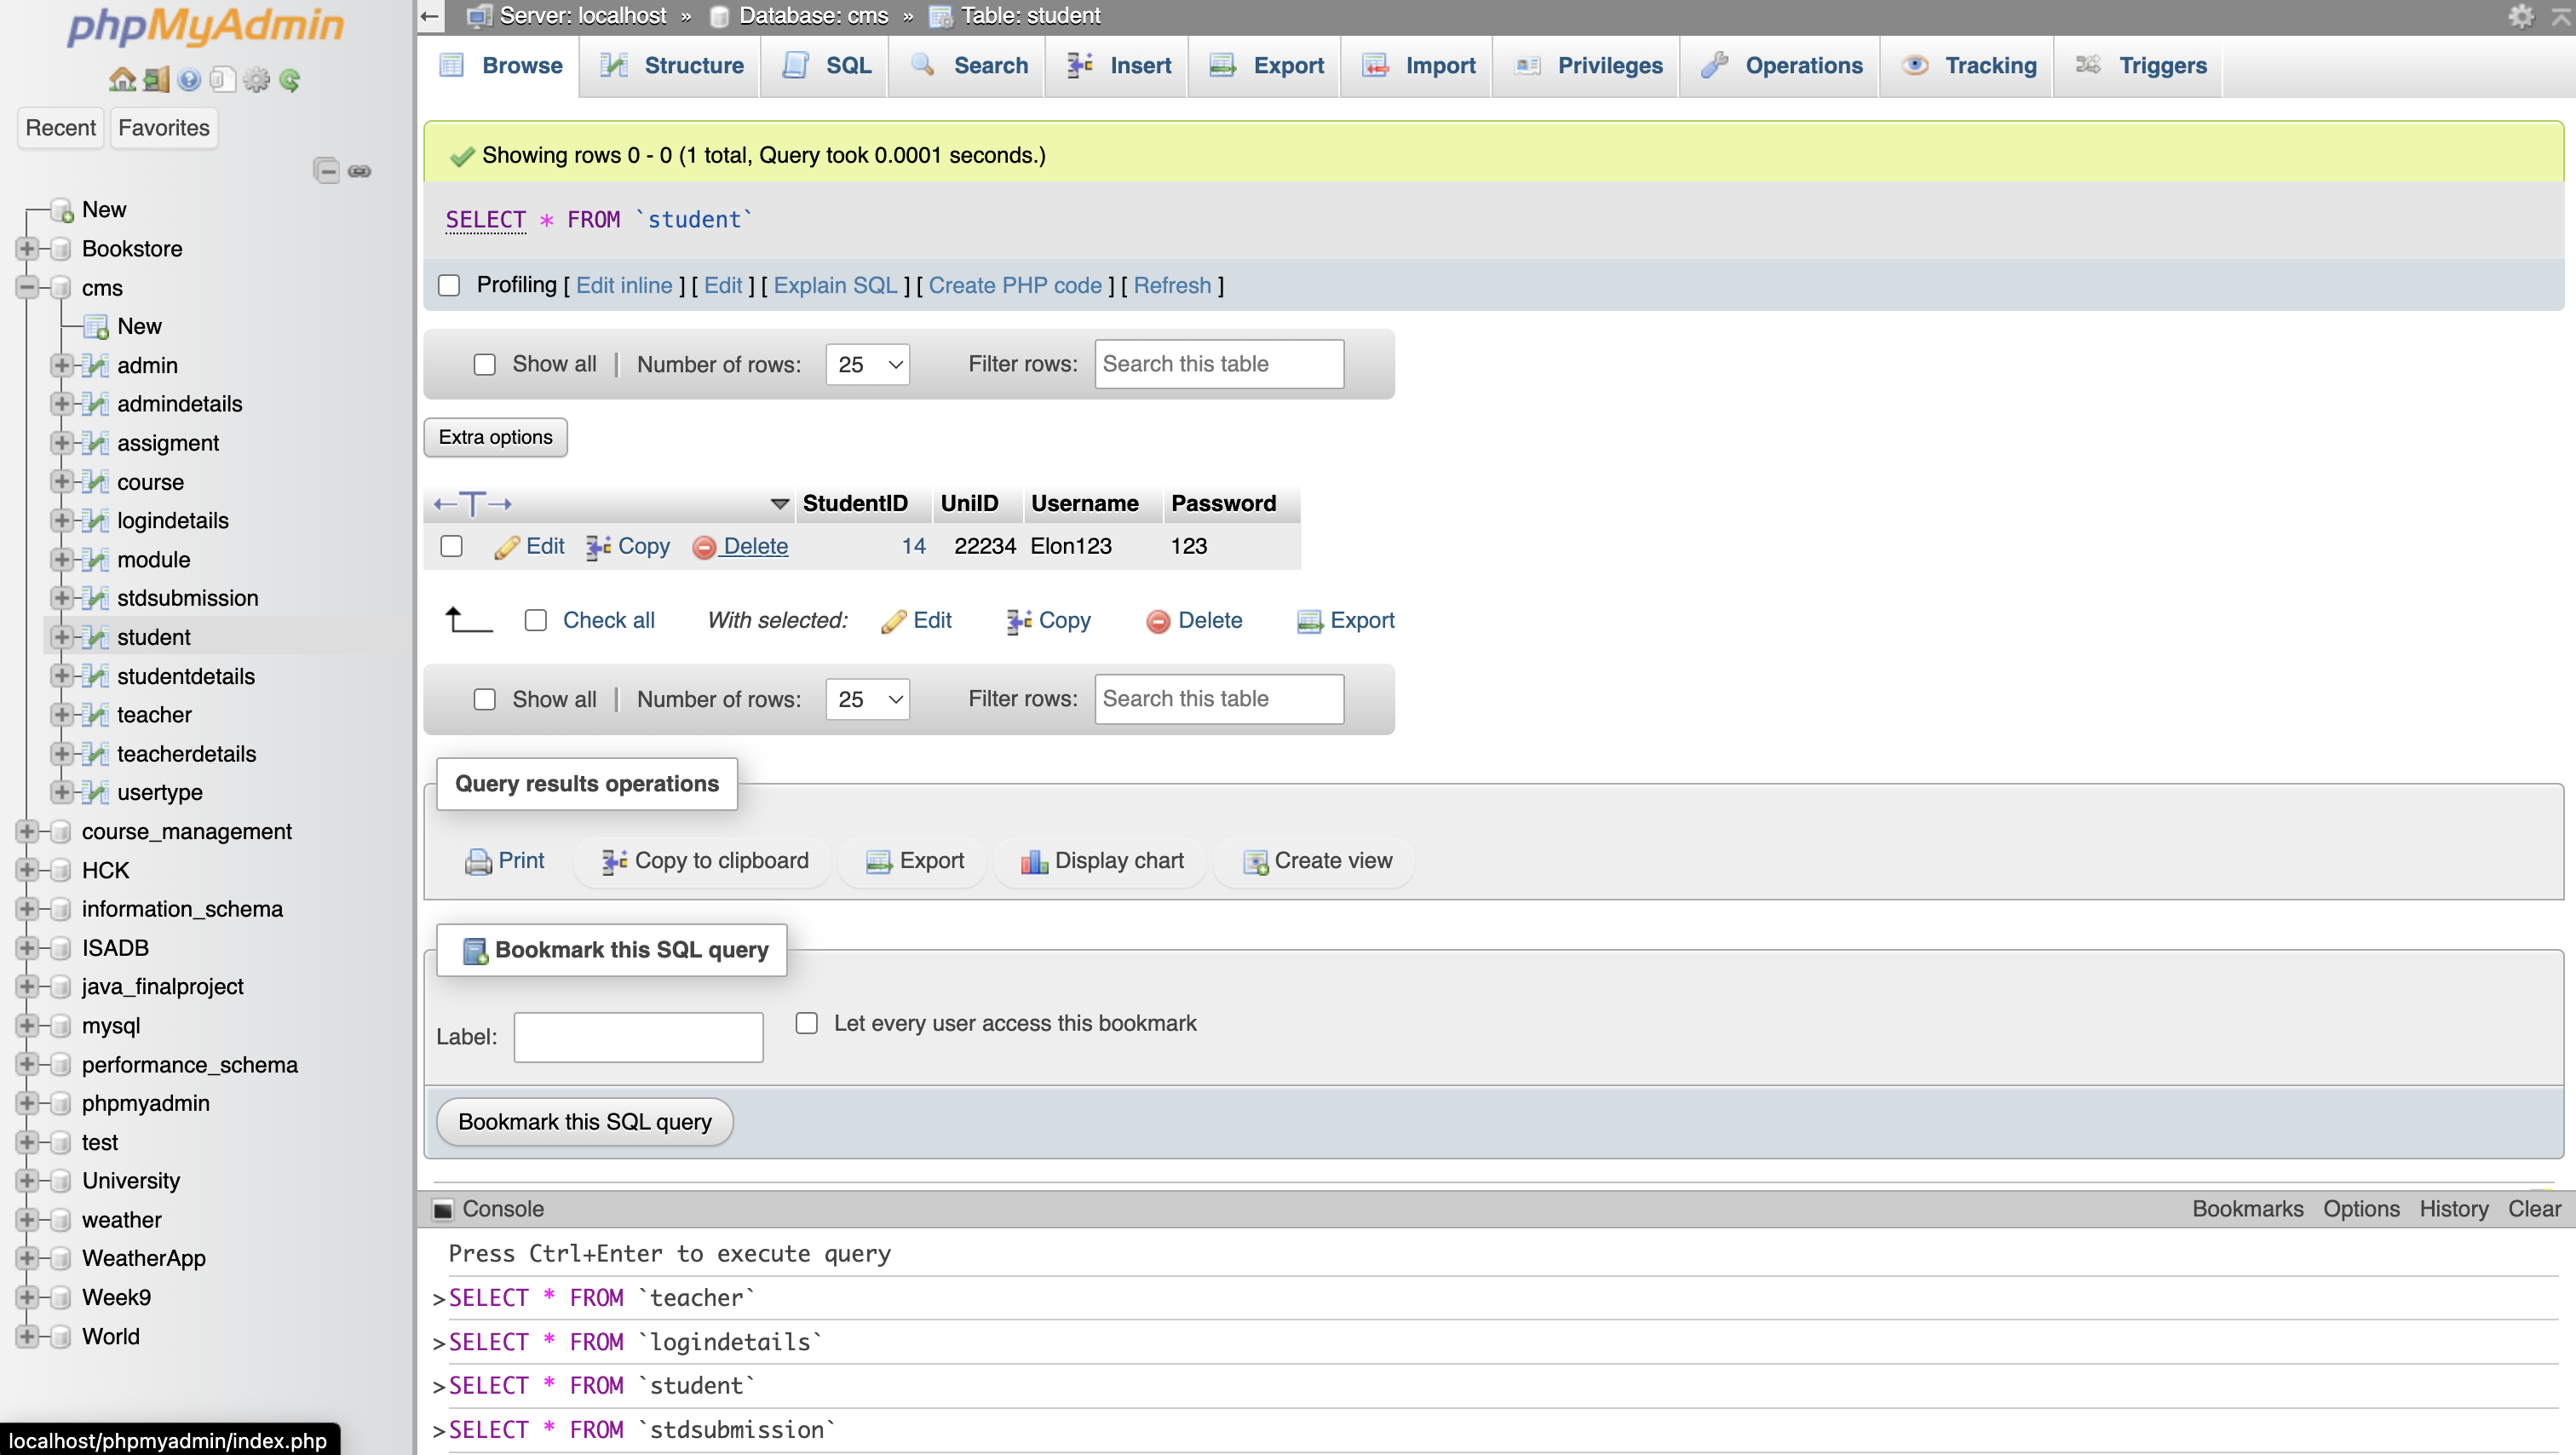 phpMyAdmin
Recent Favorites
New
Bookstore
cms
New
admin
admindetails
assigment
course
logindetails
module
stdsubmission
student
studentdetails
teacher
teacherdetails
usertype
course_management
HCK
information_schema
ISADB
java_finalproject
mysql
performance_schema
phpmyadmin
test
University
weather
WeatherApp
Week9
World
localhost/phpmyadmin/index.php
Server: localhost » Database: cms » Table: student
Browse Structure SQL Search Insert Export Import Privileges Operations Tracking Triggers
Showing rows 0 - 0 (1 total, Query took 0.0001 seconds.)
SELECT * FROM `student`
Profiling [ Edit inline ] [ Edit ] [ Explain SQL ] [ Create PHP code ] [ Refresh ]
Show all | Number of rows: 25 Filter rows: Search this table
Extra options
←T→ StudentID UniID Username Password
Edit Copy Delete 14 22234 Elon123 123
Check all With selected: Edit Copy Delete Export
Show all | Number of rows: 25 Filter rows: Search this table
Query results operations
Print Copy to clipboard Export Display chart Create view
Bookmark this SQL query
Label: Let every user access this bookmark
Bookmark this SQL query
Console Bookmarks Options History Clear
Press Ctrl+Enter to execute query
>SELECT * FROM `teacher`
>SELECT * FROM `logindetails`
>SELECT * FROM `student`
>SELECT * FROM `stdsubmission`